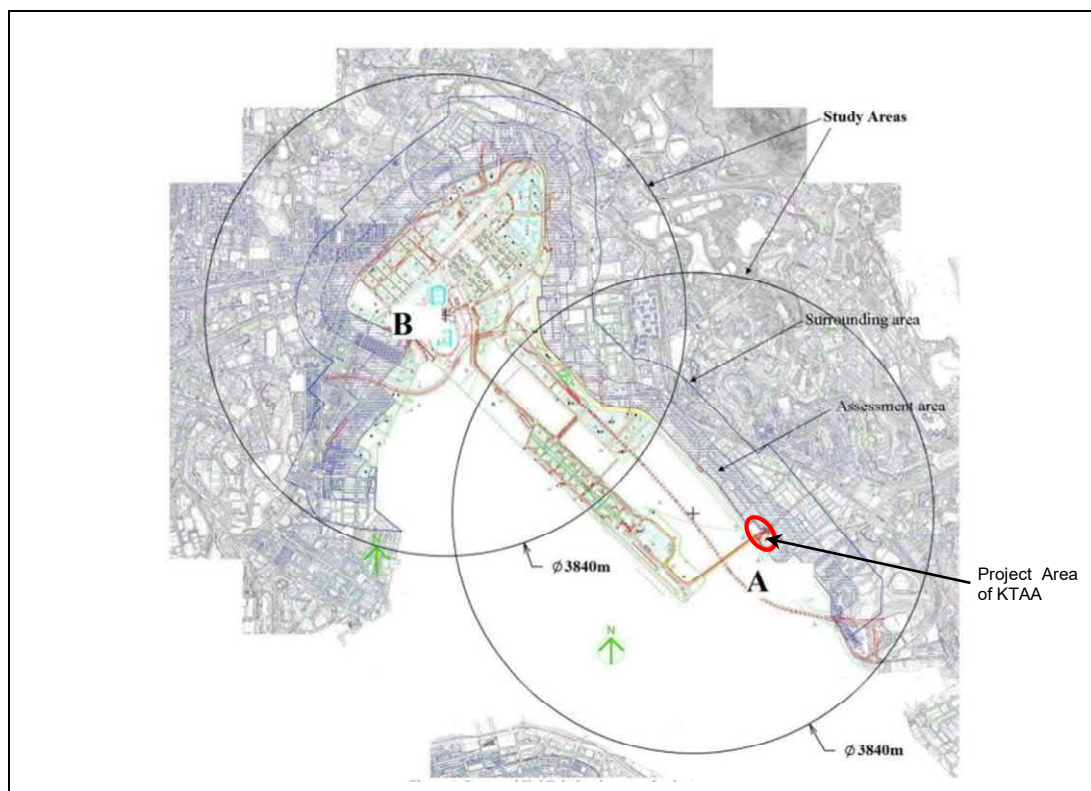 Study Areas
Surrounding area
B
Assessment area
N
Ø3840m
A
Project Area
of KTAA
N
Ø3840m